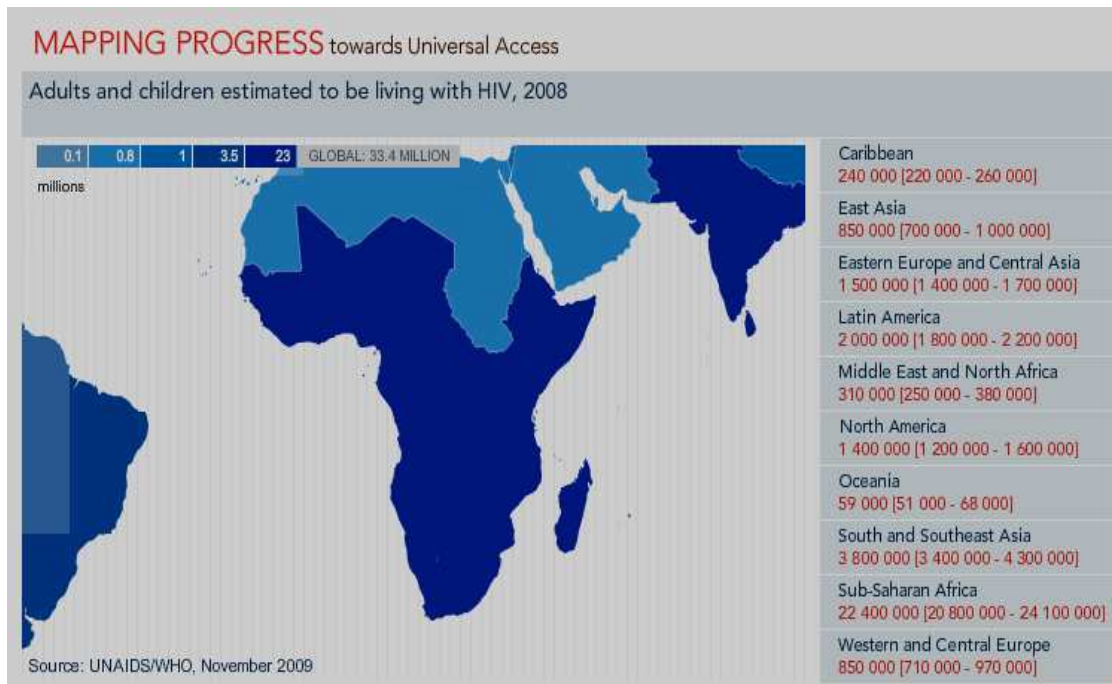 MAPPING PROGRESS towards Universal Access
Adults and children estimated to be living with HIV, 2008
0.1 0.8 1 3.5 23 GLOBAL: 33.4 MILLION
millions
Caribbean
240 000 [220 000 - 260 000]
East Asia
850 000 [700 000 - 1 000 000]
Eastern Europe and Central Asia
1 500 000 [1 400 000 - 1 700 000]
Latin America
2 000 000 [1 800 000 - 2 200 000]
Middle East and North Africa
310 000 [250 000 - 380 000]
North America
1 400 000 [1 200 000 - 1 600 000]
Oceania
59 000 [51 000 - 68 000]
South and Southeast Asia
3 800 000 [3 400 000 - 4 300 000]
Sub-Saharan Africa
22 400 000 [20 800 000 - 24 100 000]
Western and Central Europe
850 000 [710 000 - 970 000]
Source: UNAIDS/WHO, November 2009